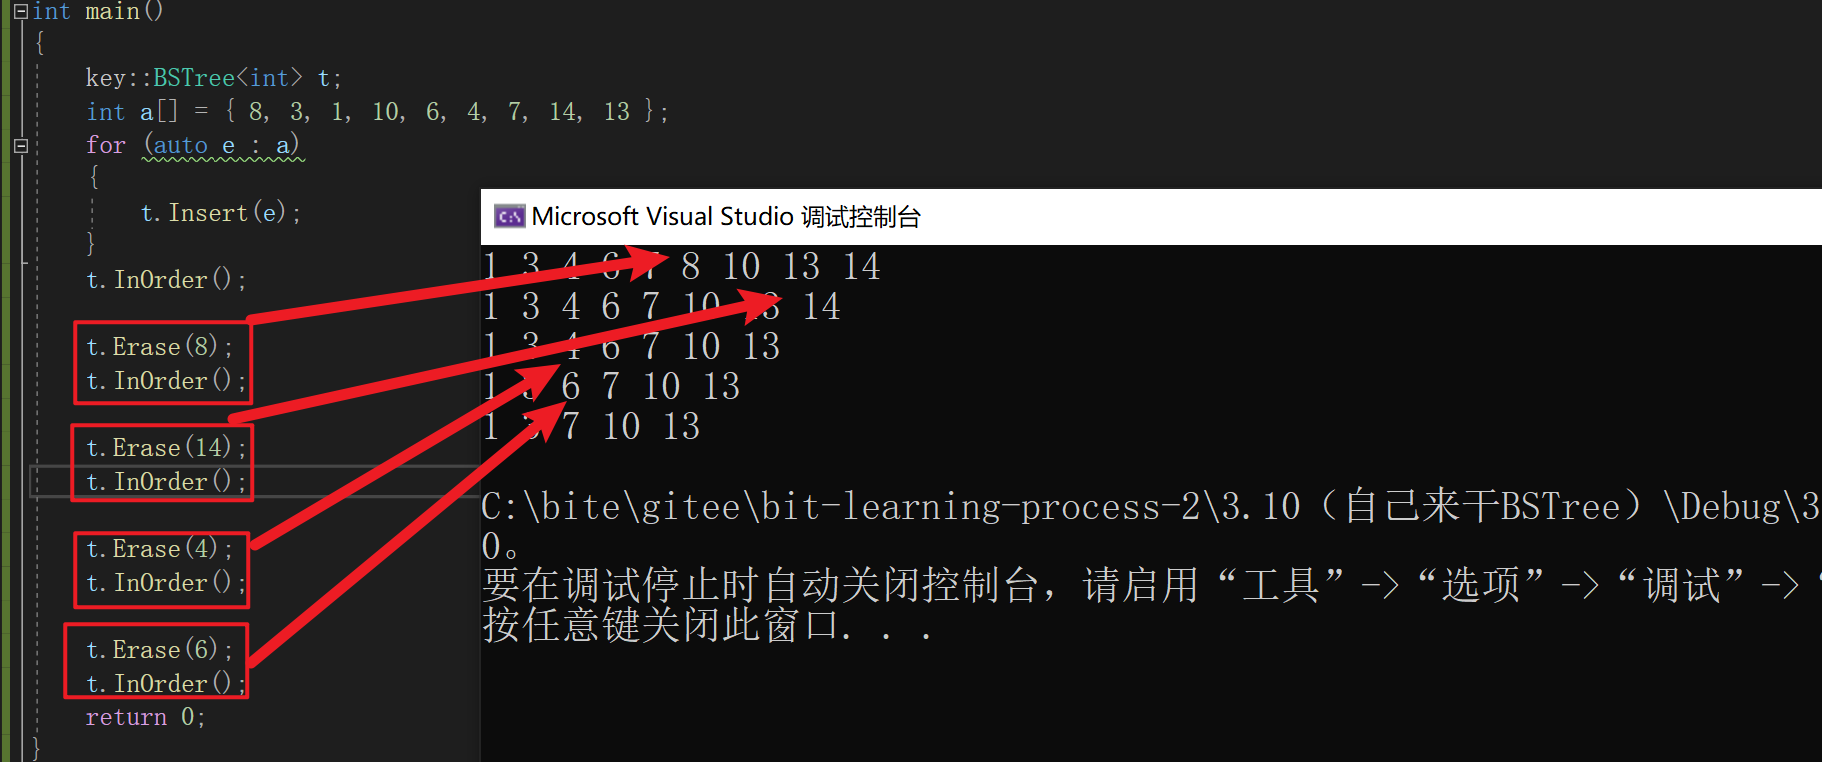 int main()
{
key::BSTree<int> t;
int a[] = { 8, 3, 1, 10, 6, 4, 7, 14, 13 };
for (auto e : a)
{
t.Insert(e);
}
t.InOrder();
t.Erase(8);
t.InOrder();
t.Erase(14);
t.InOrder();
t.Erase(4);
t.InOrder();
t.Erase(6);
t.InOrder();
return 0;
}
Microsoft Visual Studio 调试控制台
1 3 4 6 7 8 10 13 14
1 3 4 6 7 10 13 14
1 3 4 6 7 10 13
1 3 6 7 10 13
1 3 7 10 13
C:\bite\gitee\bit-learning-process-2\3.10（自己来干BSTree）\Debug\3
0。
要在调试停止时自动关闭控制台，请启用“工具”->“选项”->“调试”->“
按任意键关闭此窗口. . .